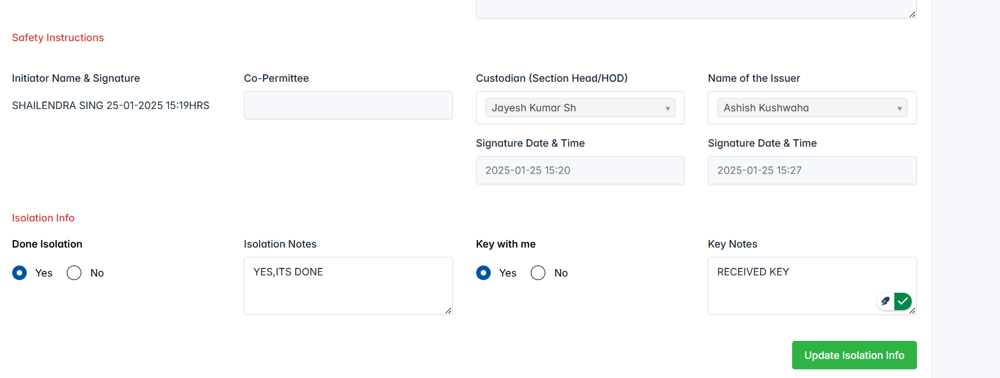 Safety Instructions
Initiator Name & Signature
SHAILENDRA SING 25-01-2025 15:19HRS
Co-Permittee
Custodian (Section Head/HOD)
Jayesh Kumar Sh
Name of the Issuer
Ashish Kushwaha
Signature Date & Time
2025-01-25 15:20
Signature Date & Time
2025-01-25 15:27
Isolation Info
Done Isolation
Yes No
Isolation Notes
YES,ITS DONE
Key with me
Yes No
Key Notes
RECEIVED KEY
Update Isolation Info